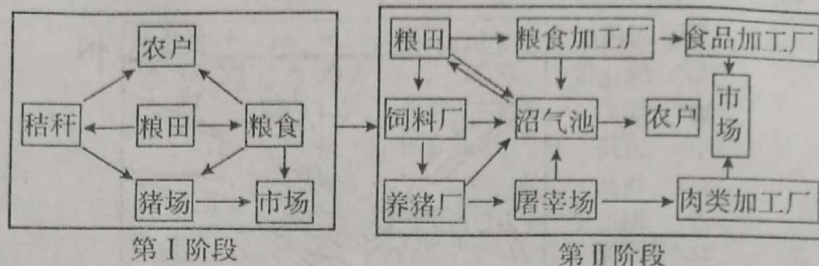 农户
秸秆 粮田 粮食
猪场 市场
第Ⅰ阶段
粮田 粮食加工厂 食品加工厂
饲料厂 沼气池 农户 市场
养猪厂 屠宰场 肉类加工厂
第Ⅱ阶段